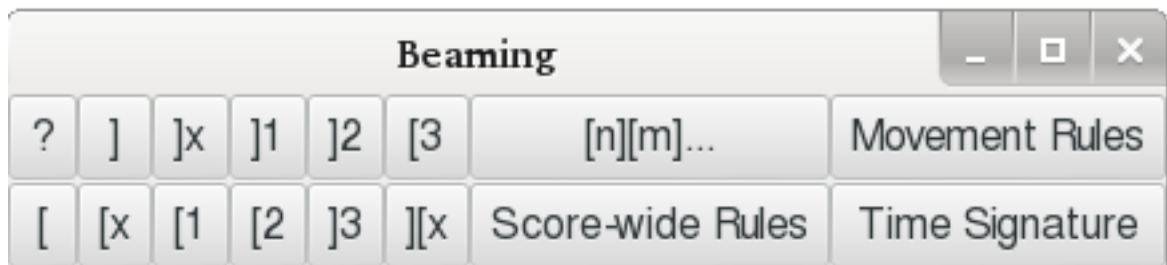 Beaming
? ] ]x ]1 ]2 [3 [n][m]... Movement Rules
[ [x [1 [2 ]3 ][x Score-wide Rules Time Signature